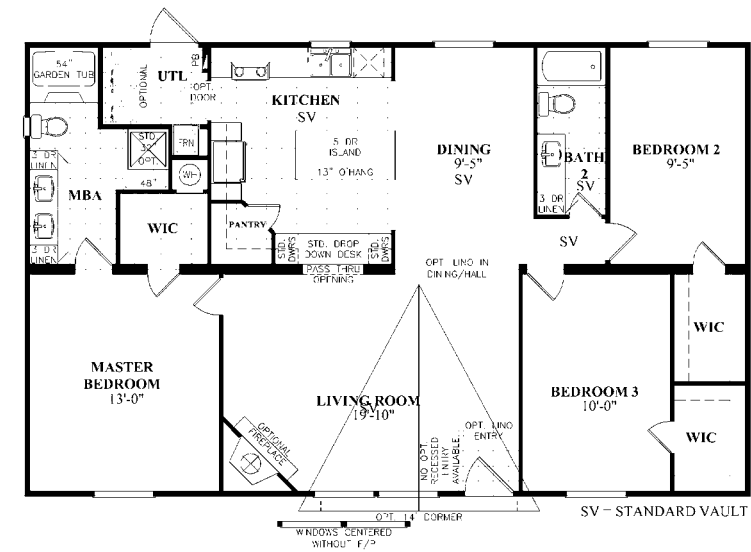 54"
GARDEN TUB
OPTIONAL
UTL
PB
OPT.
DOOR
KITCHEN
SV
5 DR
ISLAND
13" O'HANG
DINING
9'-5"
SV
BATH
2
SV
3 DR
LINEN
BEDROOM 2
9'-5"
3 DR
LINEN
STD.
32"
OPT.
48"
FRN
WH
MBA
WIC
PANTRY
STD.
DWRS
STD. DROP
DOWN DESK
STD.
DWRS
PASS THRU
OPENING
3 DR
LINEN
SV
OPT. LINO IN
DINING/HALL
WIC
MASTER
BEDROOM
13'-0"
LIVING ROOM
SV
19'-10"
BEDROOM 3
10'-0"
WIC
OPTIONAL
FIREPLACE
NO OPT.
RECESSED
ENTRY
AVAILABLE
OPT. LINO
ENTRY
OPT. 14' DORMER
WINDOWS CENTERED
WITHOUT F/P
SV = STANDARD VAULT